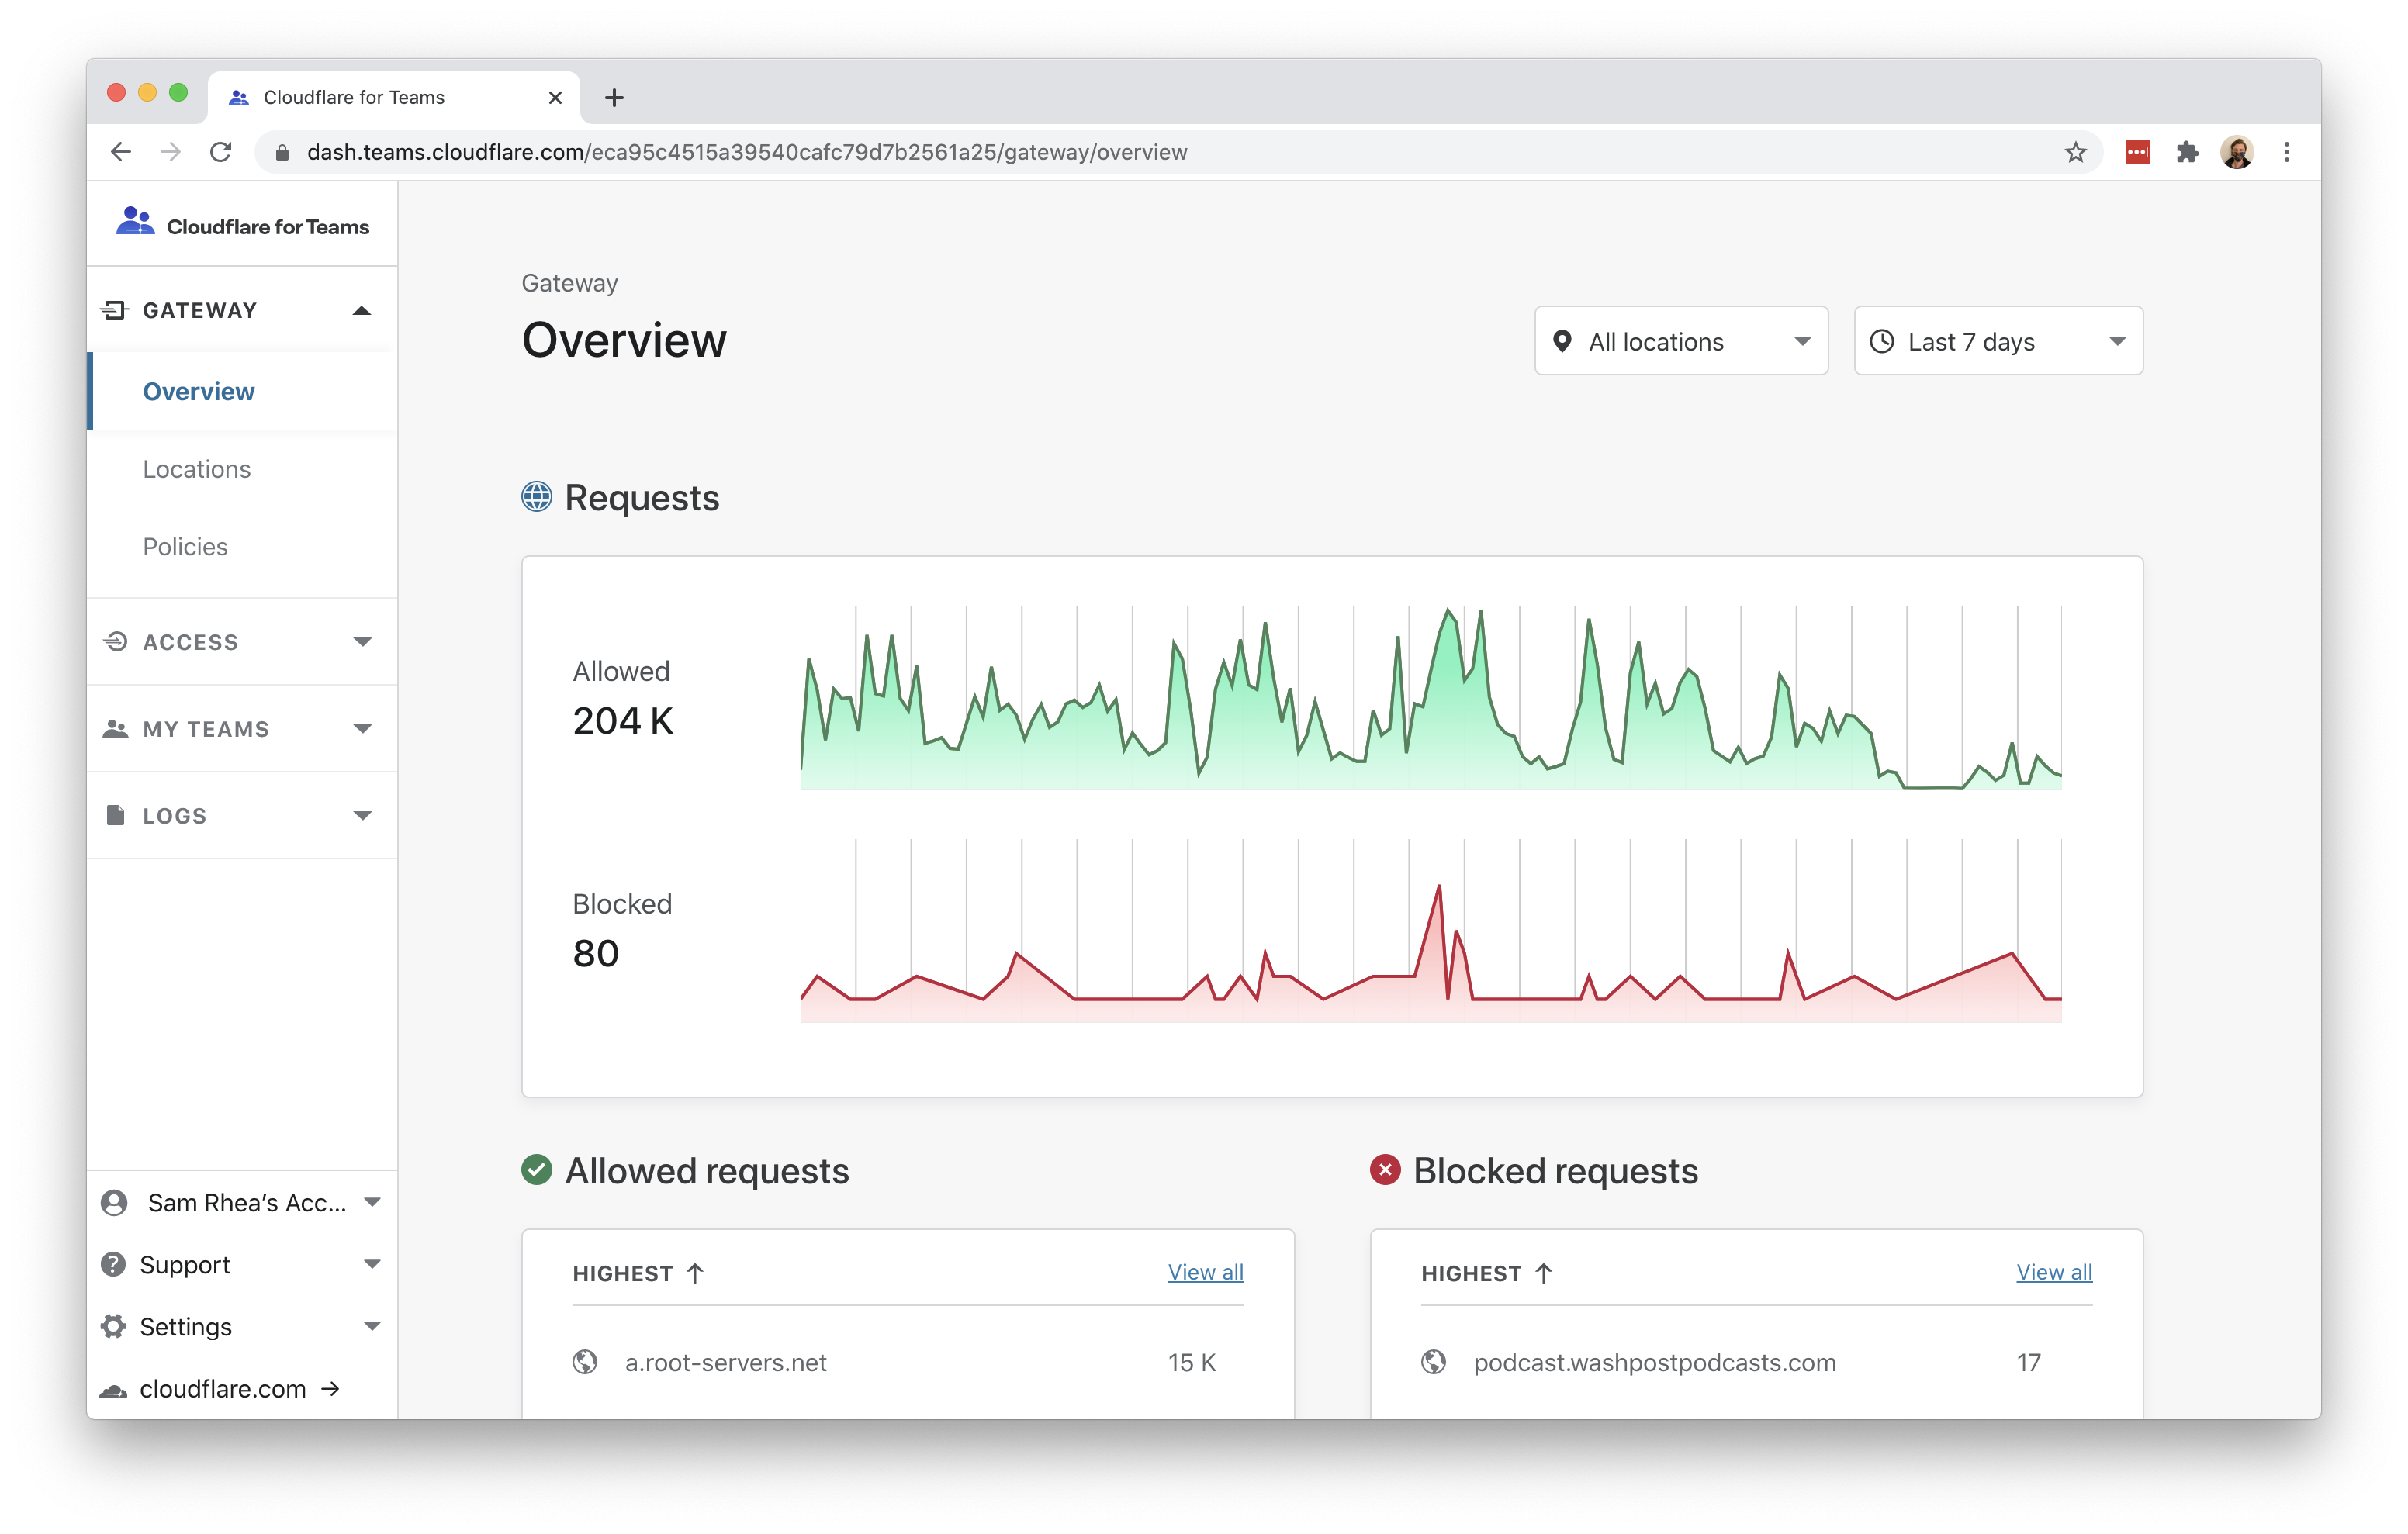 Cloudflare for Teams
dash.teams.cloudflare.com/eca95c4515a39540cafc79d7b2561a25/gateway/overview
Cloudflare for Teams
GATEWAY
Overview
Locations
Policies
ACCESS
MY TEAMS
LOGS
Sam Rhea’s Acc...
Support
Settings
cloudflare.com →
Gateway
Overview
All locations
Last 7 days
Requests
Allowed
204 K
Blocked
80
Allowed requests
HIGHEST ↑ View all
a.root-servers.net 15 K
Blocked requests
HIGHEST ↑ View all
podcast.washpostpodcasts.com 17